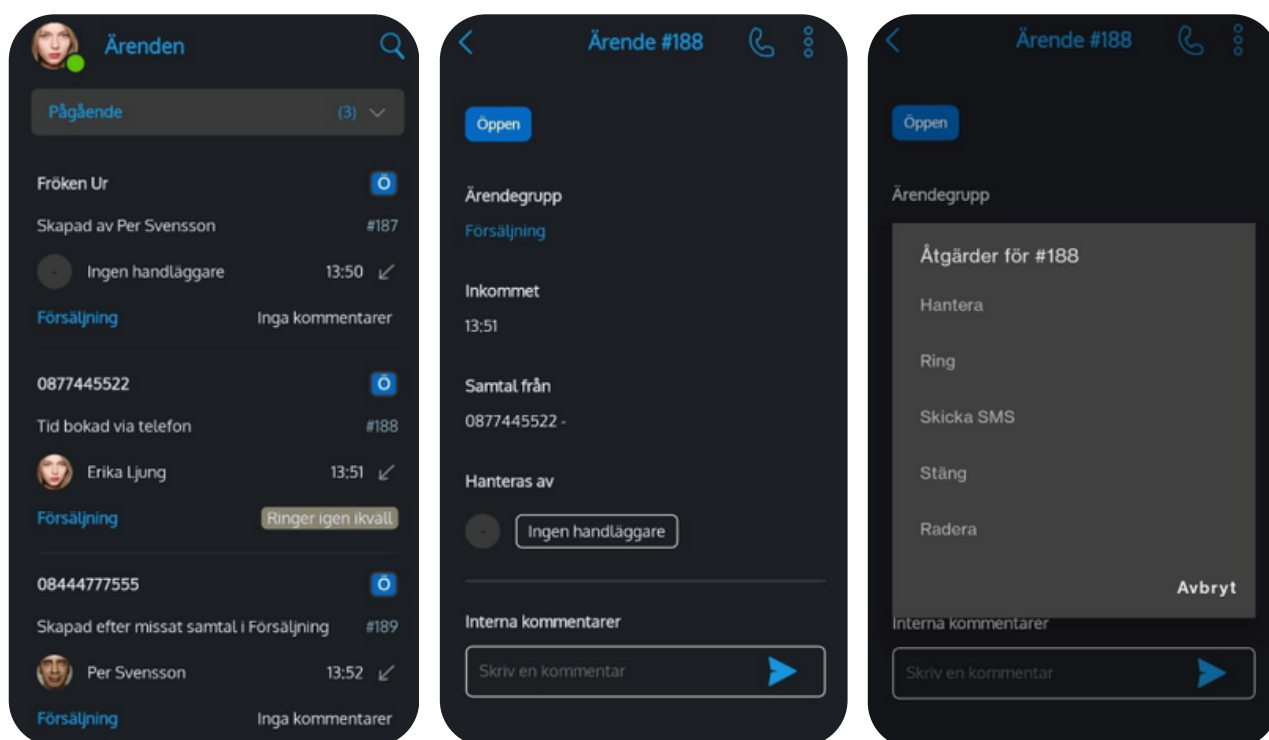 Ärenden
Pågående (3)
Fröken Ur Ö
Skapad av Per Svensson #187
- Ingen handläggare 13:50
Försäljning Inga kommentarer
0877445522 Ö
Tid bokad via telefon #188
Erika Ljung 13:51
Försäljning Ringer igen ikväll
08444777555 Ö
Skapad efter missat samtal i Försäljning #189
Per Svensson 13:52
Försäljning Inga kommentarer
Ärende #188
Öppen
Ärendegrupp
Försäljning
Inkommet
13:51
Samtal från
0877445522 -
Hanteras av
- Ingen handläggare
Interna kommentarer
Skriv en kommentar
Ärende #188
Öppen
Ärendegrupp
Åtgärder för #188
Hantera
Ring
Skicka SMS
Stäng
Radera
Avbryt
Interna kommentarer
Skriv en kommentar